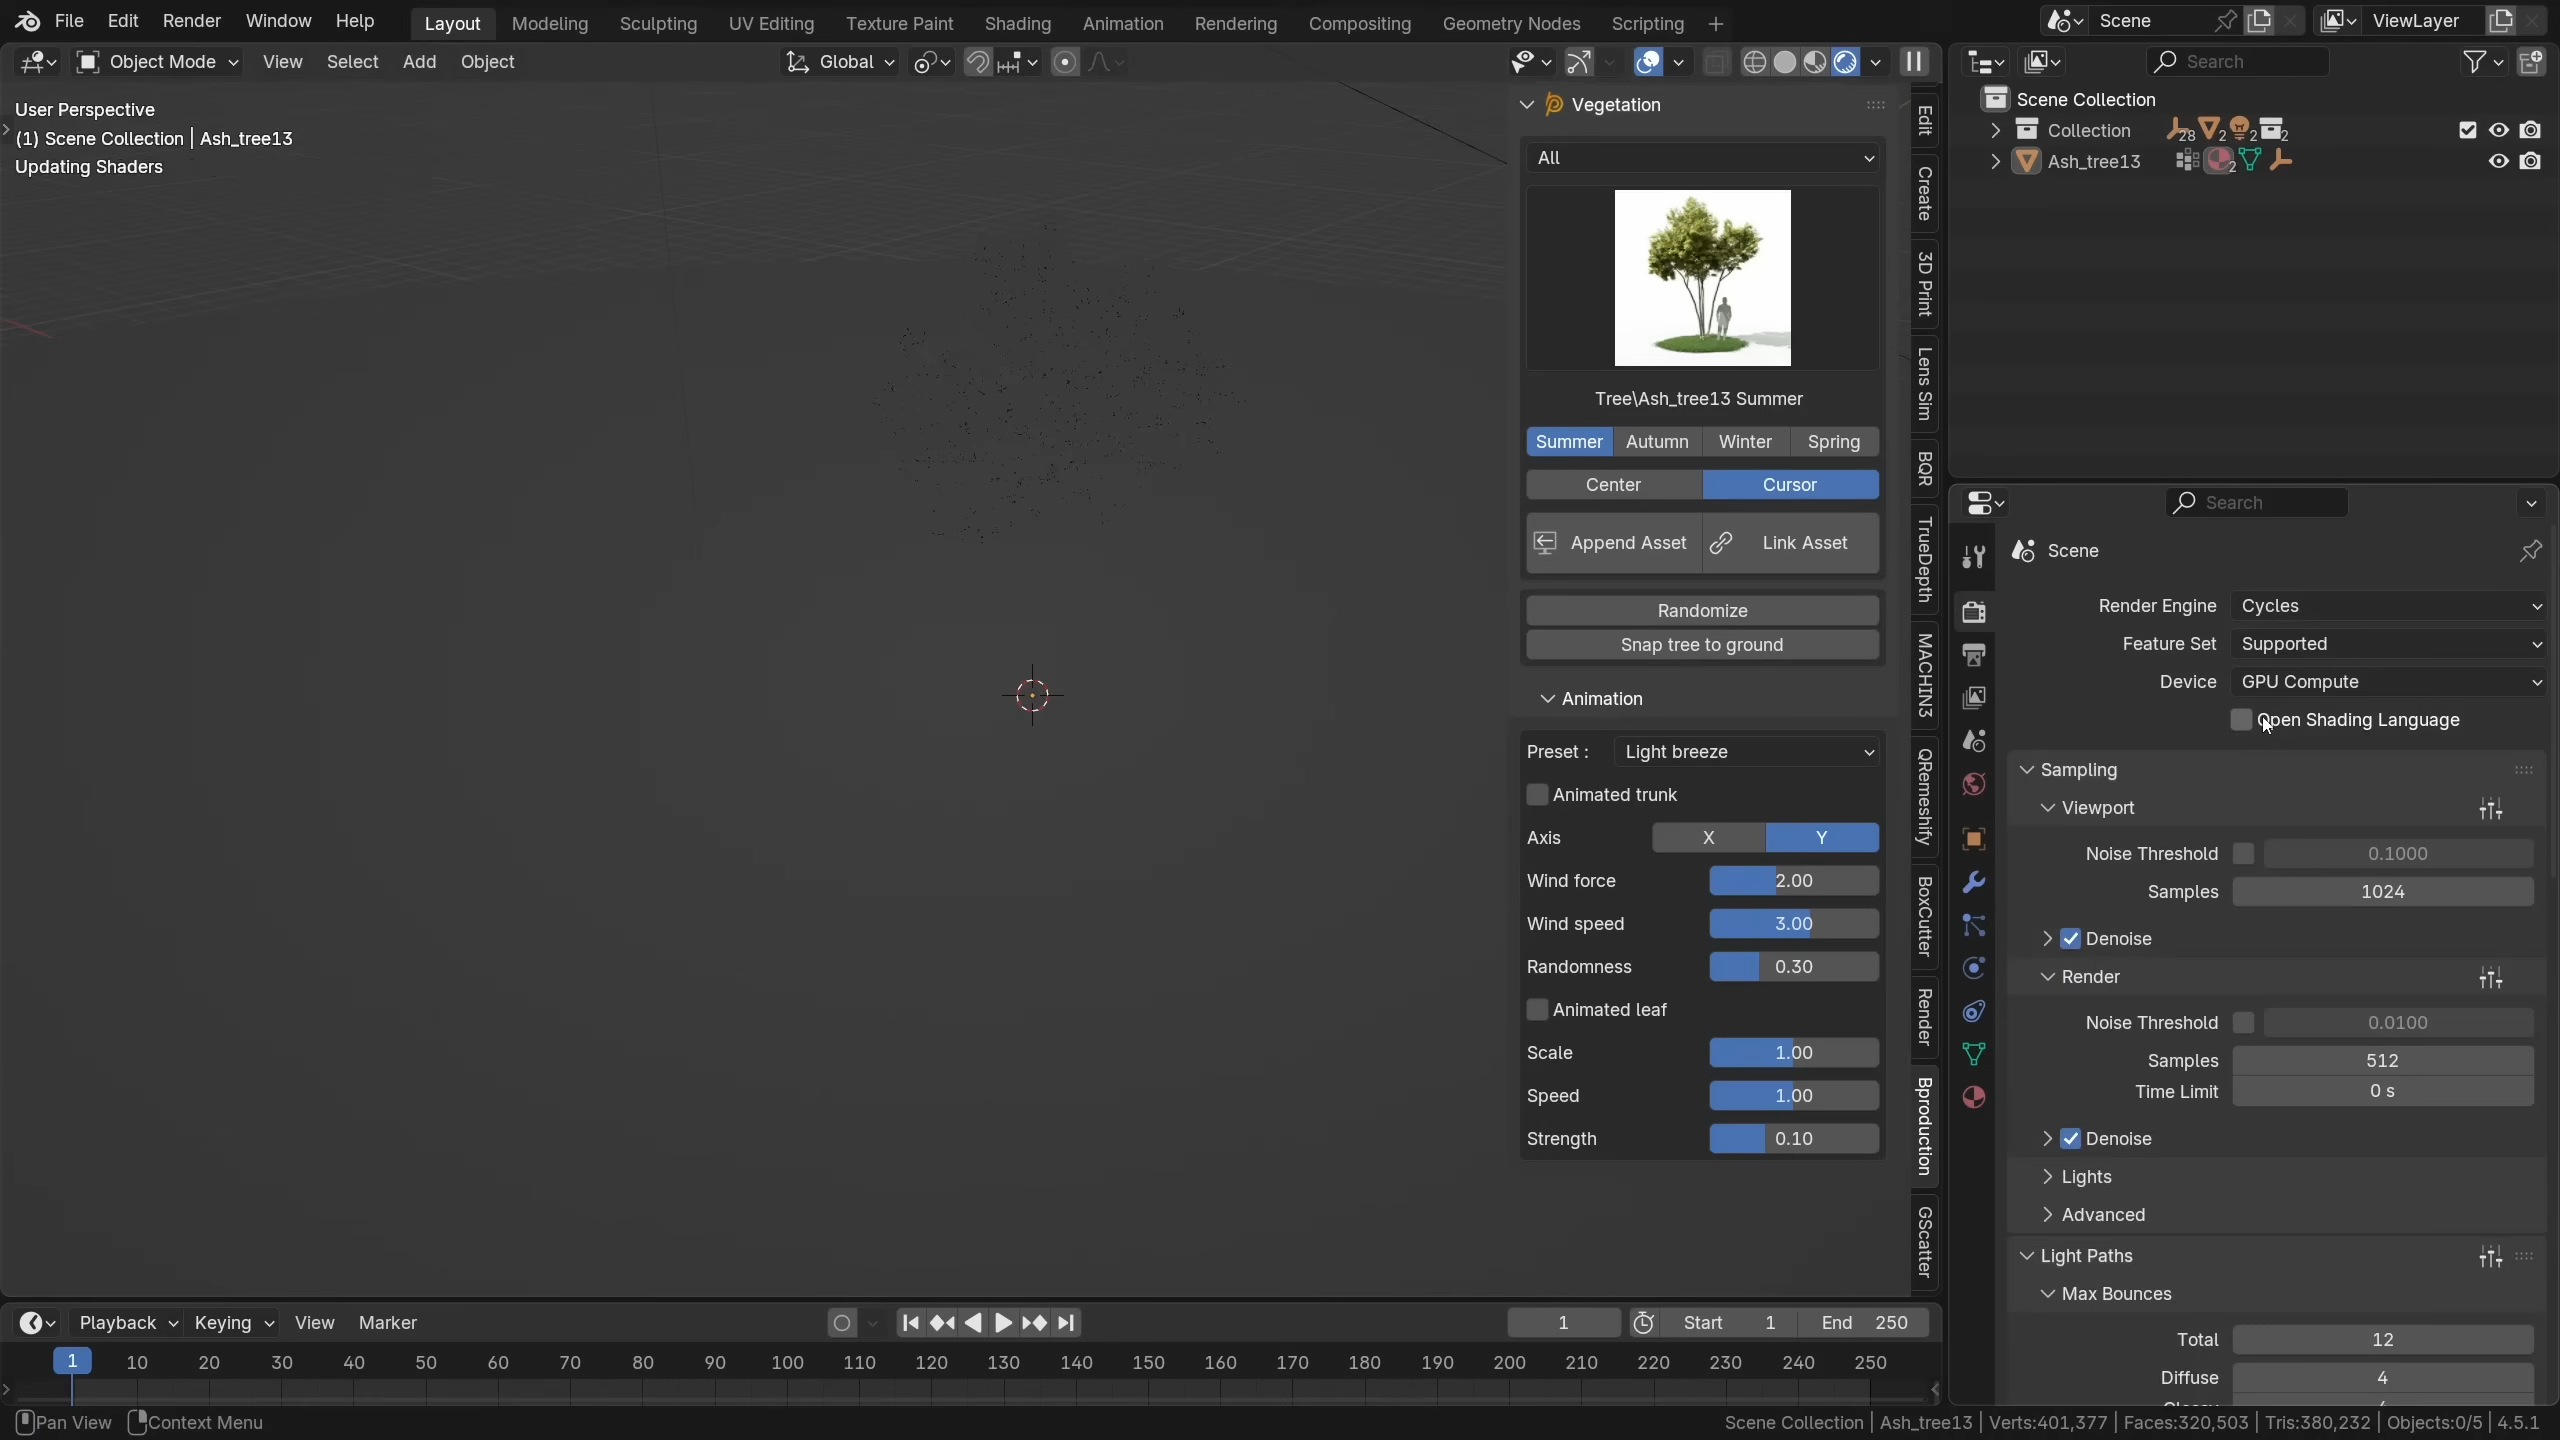 File Edit Render Window Help
Layout Modeling Sculpting UV Editing Texture Paint Shading Animation Rendering Compositing Geometry Nodes Scripting +
Scene
ViewLayer
Object Mode View Select Add Object
Global
User Perspective
(1) Scene Collection | Ash_tree13
Updating Shaders
Vegetation
All
Tree\Ash_tree13 Summer
Summer Autumn Winter Spring
Center Cursor
Append Asset Link Asset
Randomize
Snap tree to ground
Animation
Preset : Light breeze
Animated trunk
Axis X Y
Wind force 2.00
Wind speed 3.00
Randomness 0.30
Animated leaf
Scale 1.00
Speed 1.00
Strength 0.10
Edit
Create
3D Print
Lens Sim
BQR
TrueDepth
MACHIN3
QRemeshify
BoxCutter
Render
Bproduction
GScatter
Search
Scene Collection
Collection 28 2 2 2
Ash_tree13 2
Search
Scene
Render Engine Cycles
Feature Set Supported
Device GPU Compute
Open Shading Language
Sampling
Viewport
Noise Threshold 0.1000
Samples 1024
Denoise
Render
Noise Threshold 0.0100
Samples 512
Time Limit 0 s
Denoise
Lights
Advanced
Light Paths
Max Bounces
Total 12
Diffuse 4
Playback Keying View Marker
1 Start 1 End 250
1 10 20 30 40 50 60 70 80 90 100 110 120 130 140 150 160 170 180 190 200 210 220 230 240 250
Pan View Context Menu
Scene Collection | Ash_tree13 | Verts:401,377 | Faces:320,503 | Tris:380,232 | Objects:0/5 | 4.5.1